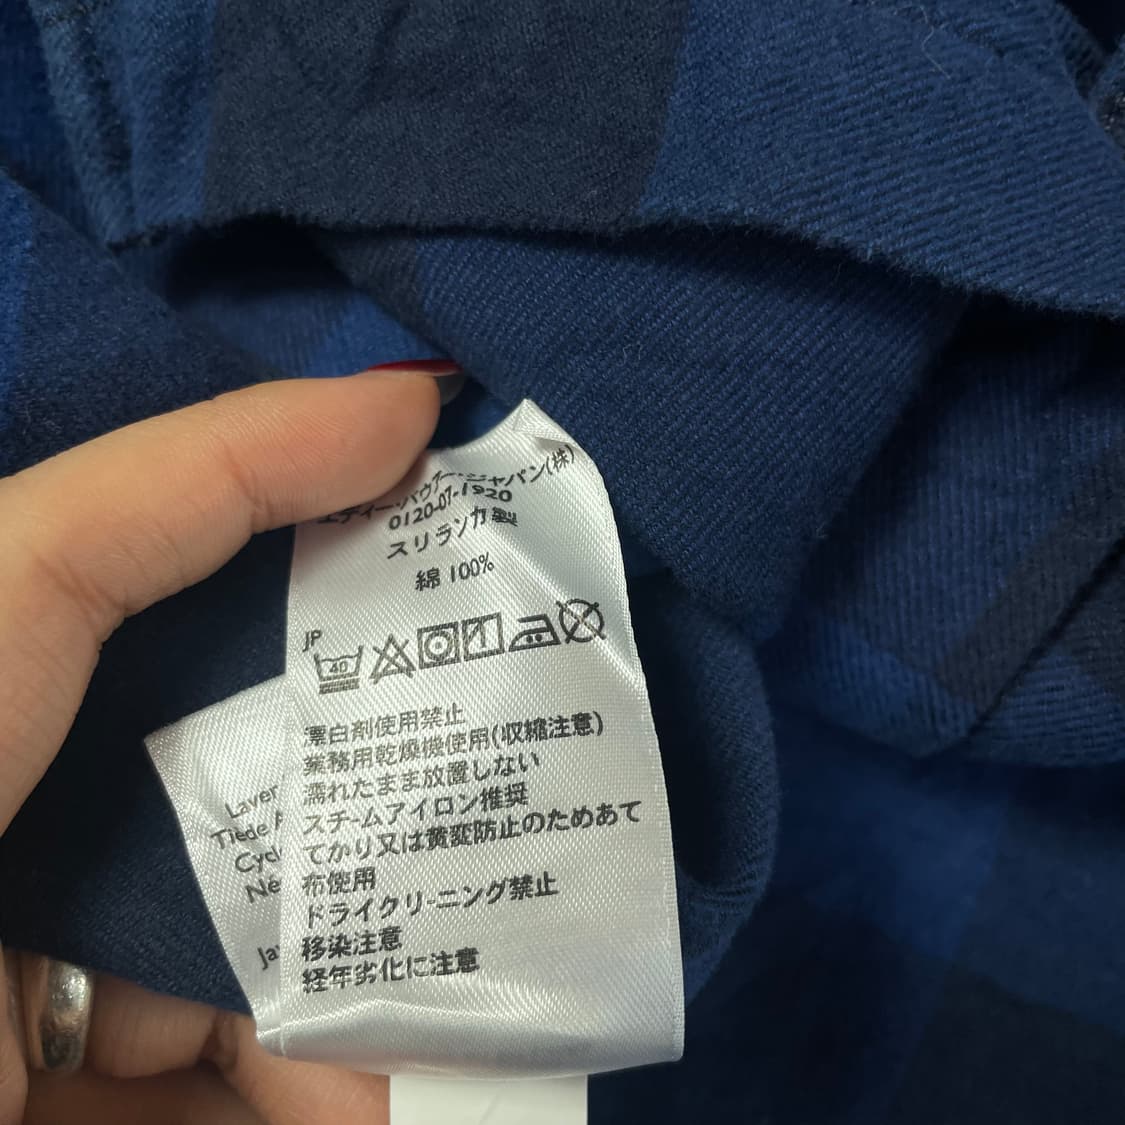 エディー・バウアー・ジャパン(株)
0120-07-1920
スリランカ製
綿 100%
JP
40
漂白剤使用禁止
業務用乾燥機使用(収縮注意)
濡れたまま放置しない
スチームアイロン推奨
てかり又は黄変防止のためあて
布使用
ドライクリーニング禁止
移染注意
経年劣化に注意
Laver
Tiede
Cycl
Ne